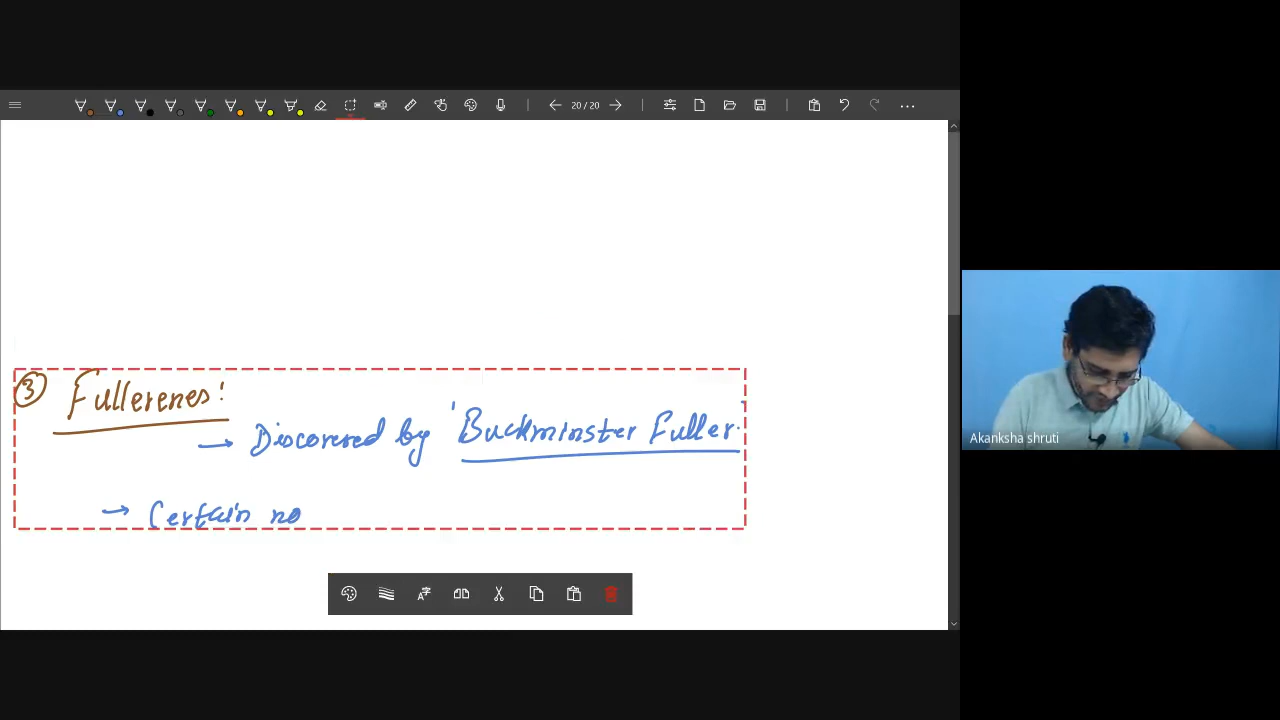 20 / 20
③ Fullerenes:
→ Discovered by 'Buckminster Fuller'
→ Certain no
Akanksha shruti